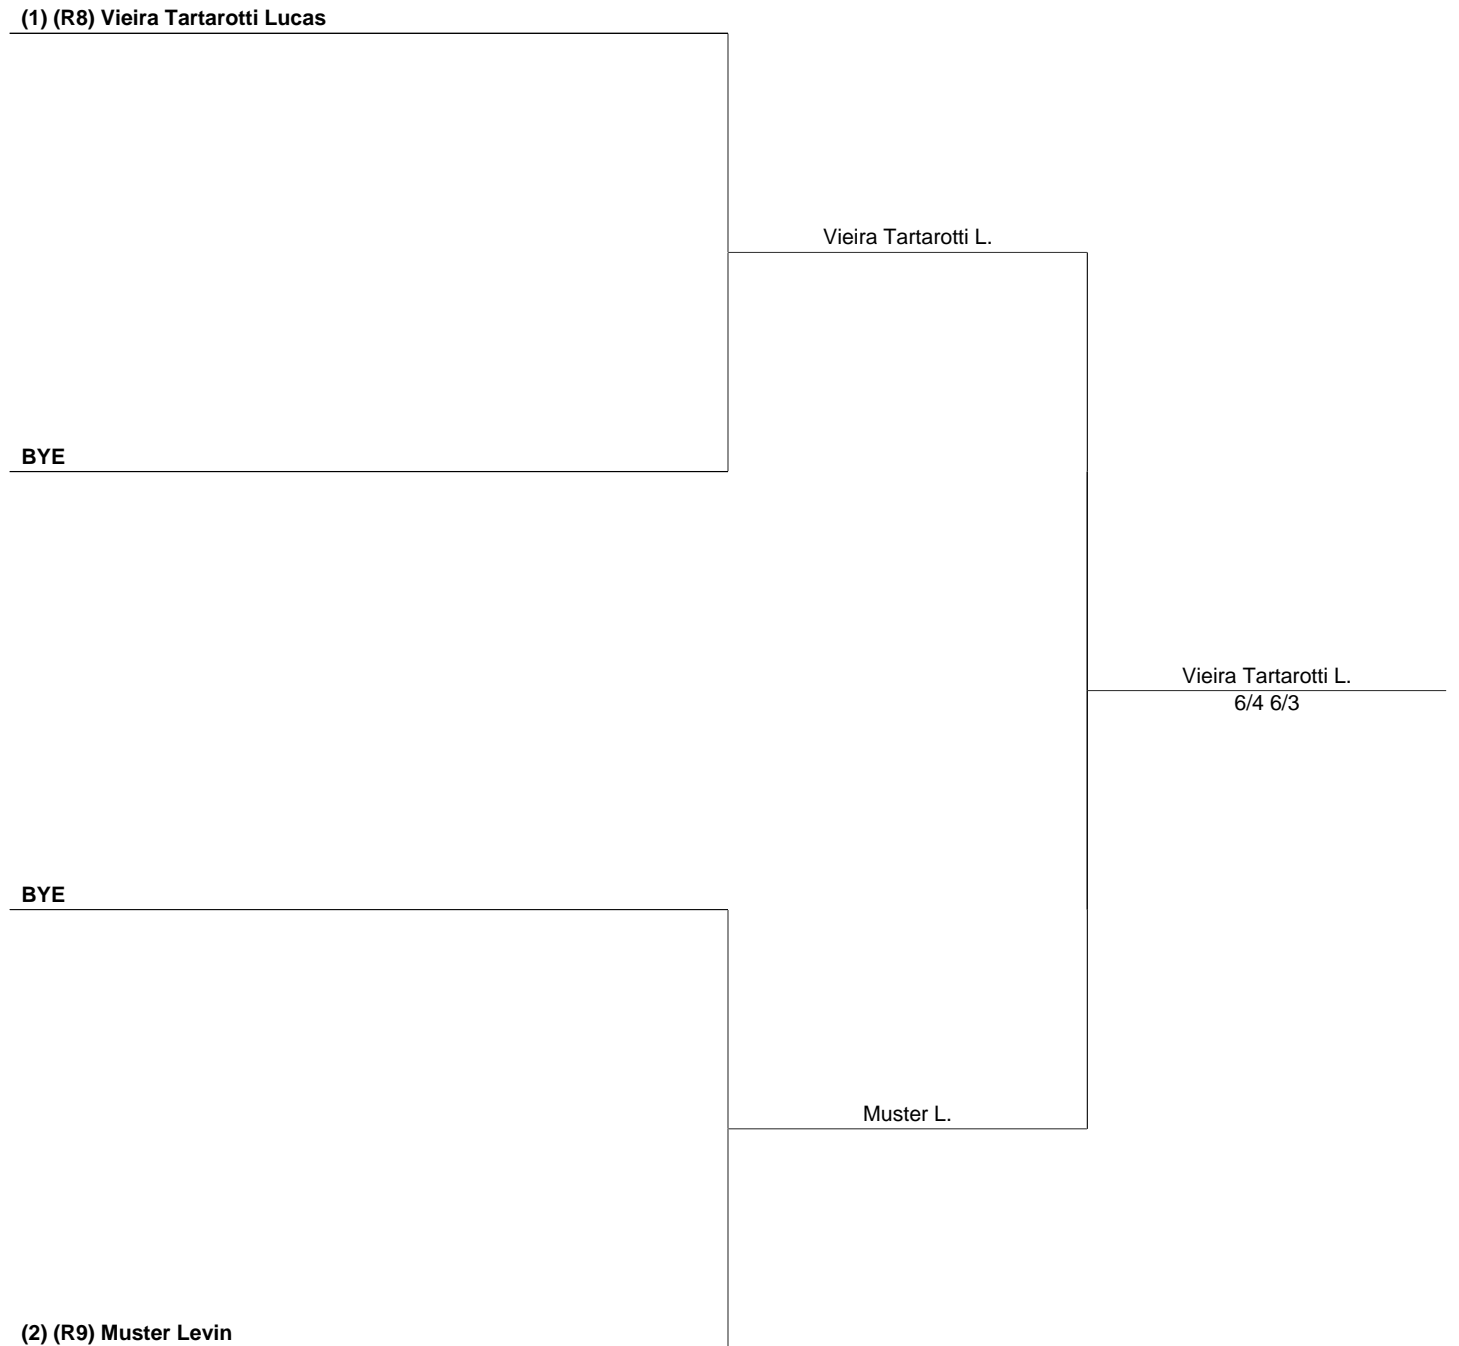 (1) (R8) Vieira Tartarotti Lucas
Vieira Tartarotti L.
BYE
Vieira Tartarotti L.
6/4 6/3
BYE
Muster L.
(2) (R9) Muster Levin